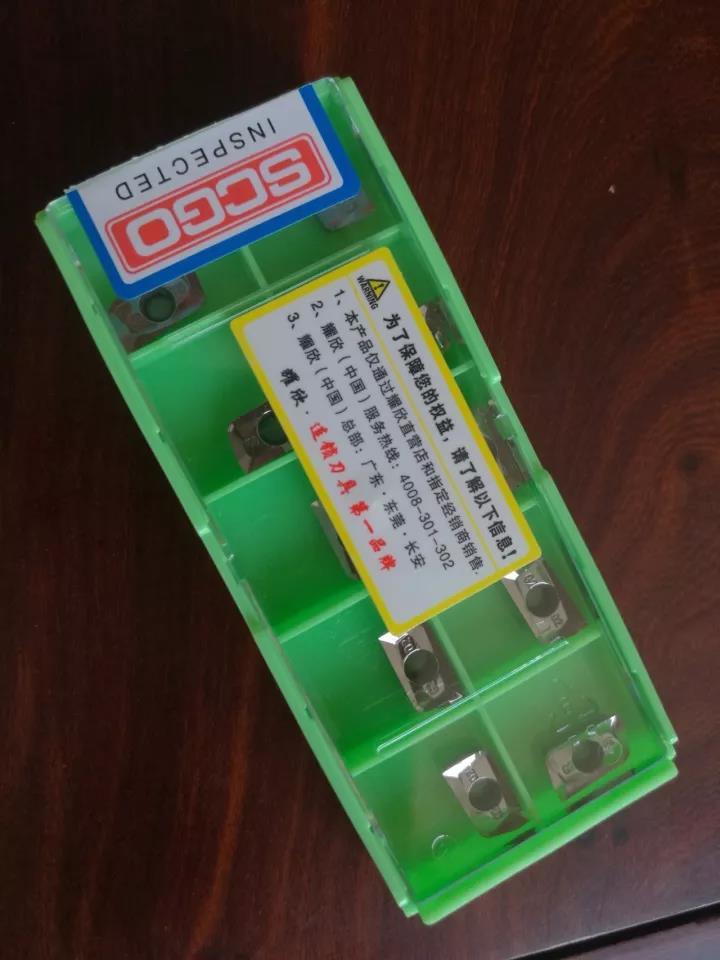 SCGO
INSPECTED
WARNING
为了保障您的权益，请了解以下信息！
1、本产品仅通过耀欣直营店和指定经销商销售.
2、耀欣（中国）服务热线：4008-301-302
3、耀欣（中国）总部：广东·东莞·长安
耀欣·连锁刀具 第一品牌